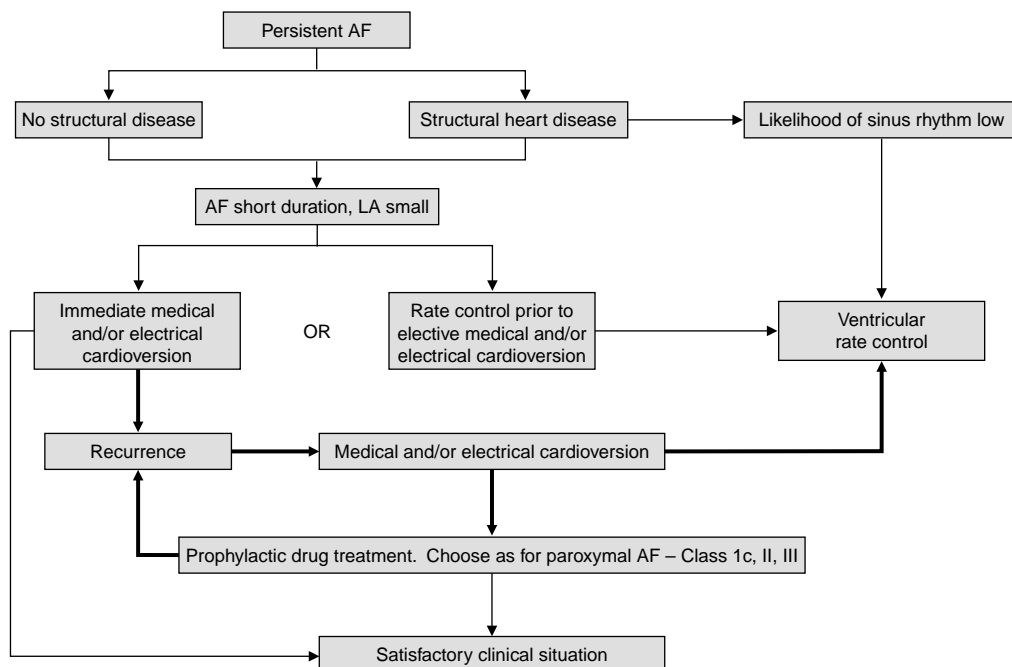 Persistent AF
No structural disease
Structural heart disease
Likelihood of sinus rhythm low
AF short duration, LA small
Immediate medical
and/or electrical
cardioversion
OR
Rate control prior to
elective medical and/or
electrical cardioversion
Ventricular
rate control
Recurrence
Medical and/or electrical cardioversion
Prophylactic drug treatment.  Choose as for paroxymal AF – Class 1c, II, III
Satisfactory clinical situation